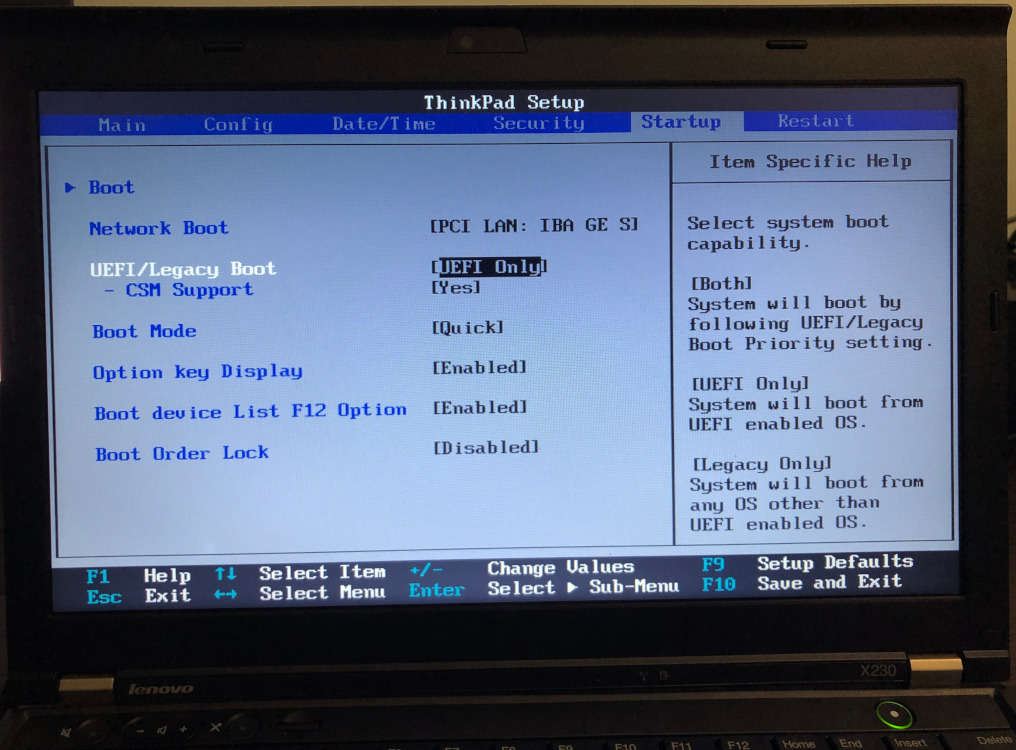 ThinkPad Setup
Main Config Date/Time Security Startup Restart
Item Specific Help
▶ Boot
Network Boot [PCI LAN: IBA GE S]
UEFI/Legacy Boot [UEFI Only]
- CSM Support [Yes]
Boot Mode [Quick]
Option key Display [Enabled]
Boot device List F12 Option [Enabled]
Boot Order Lock [Disabled]
Select system boot
capability.
[Both]
System will boot by
following UEFI/Legacy
Boot Priority setting.
[UEFI Only]
System will boot from
UEFI enabled OS.
[Legacy Only]
System will boot from
any OS other than
UEFI enabled OS.
F1 Help ↑↓ Select Item +/- Change Values F9 Setup Defaults
Esc Exit ←→ Select Menu Enter Select ▶ Sub-Menu F10 Save and Exit
lenovo
X230
F10 F11 F12 Home End Insert Delete